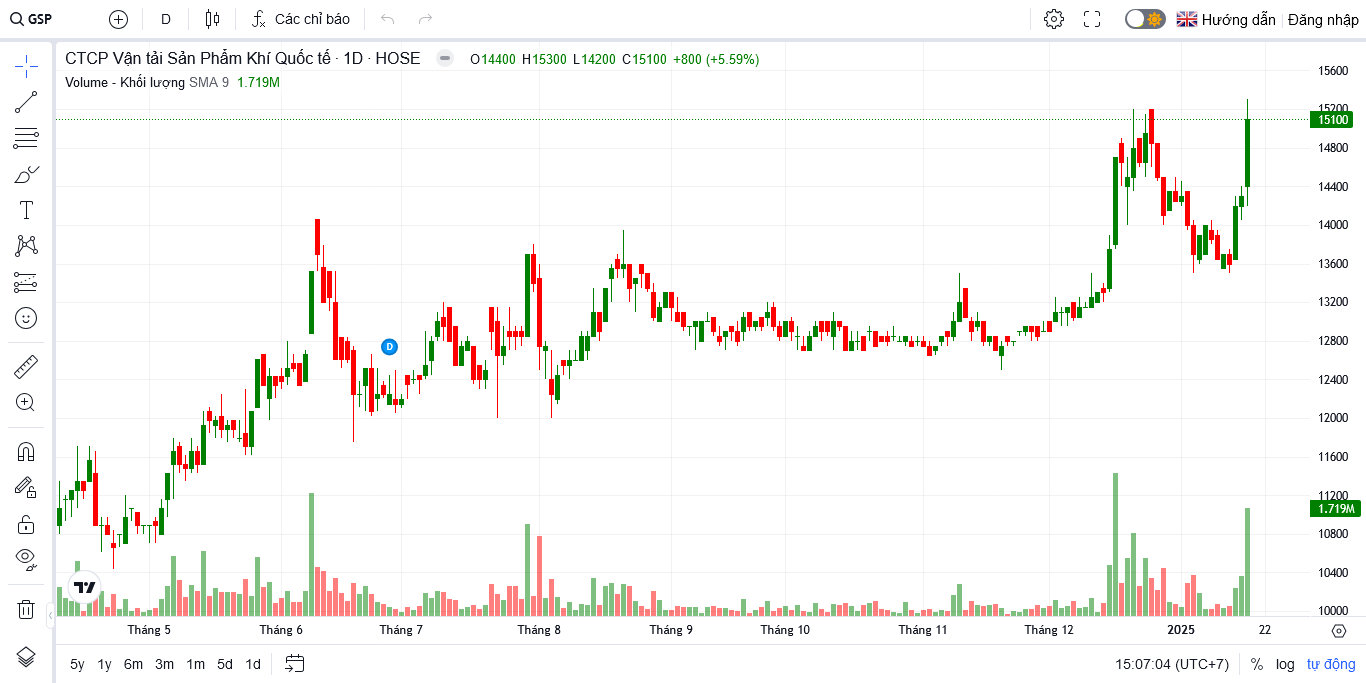 GSP D Các chỉ báo Hướng dẫn Đăng nhập
CTCP Vận tải Sản Phẩm Khí Quốc tế · 1D · HOSE O14400 H15300 L14200 C15100 +800 (+5.59%)
Volume - Khối lượng SMA 9 1.719M
15600
15200
15100
14800
14400
14000
13600
13200
12800
12400
12000
11600
11200
1.719M
10800
10400
10000
D
T
Tháng 5 Tháng 6 Tháng 7 Tháng 8 Tháng 9 Tháng 10 Tháng 11 Tháng 12 2025 22
5y 1y 6m 3m 1m 5d 1d 15:07:04 (UTC+7) % log tự động